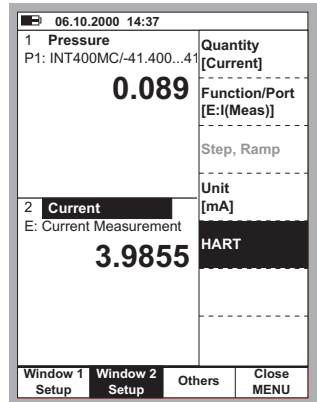 06.10.2000 14:37
1 Pressure
P1: INT400MC/-41.400...41
0.089
2 Current
E: Current Measurement
3.9855
Quantity
[Current]
Function/Port
[E:I(Meas)]
Step, Ramp
Unit
[mA]
HART
Window 1
Setup
Window 2
Setup
Others
Close
MENU